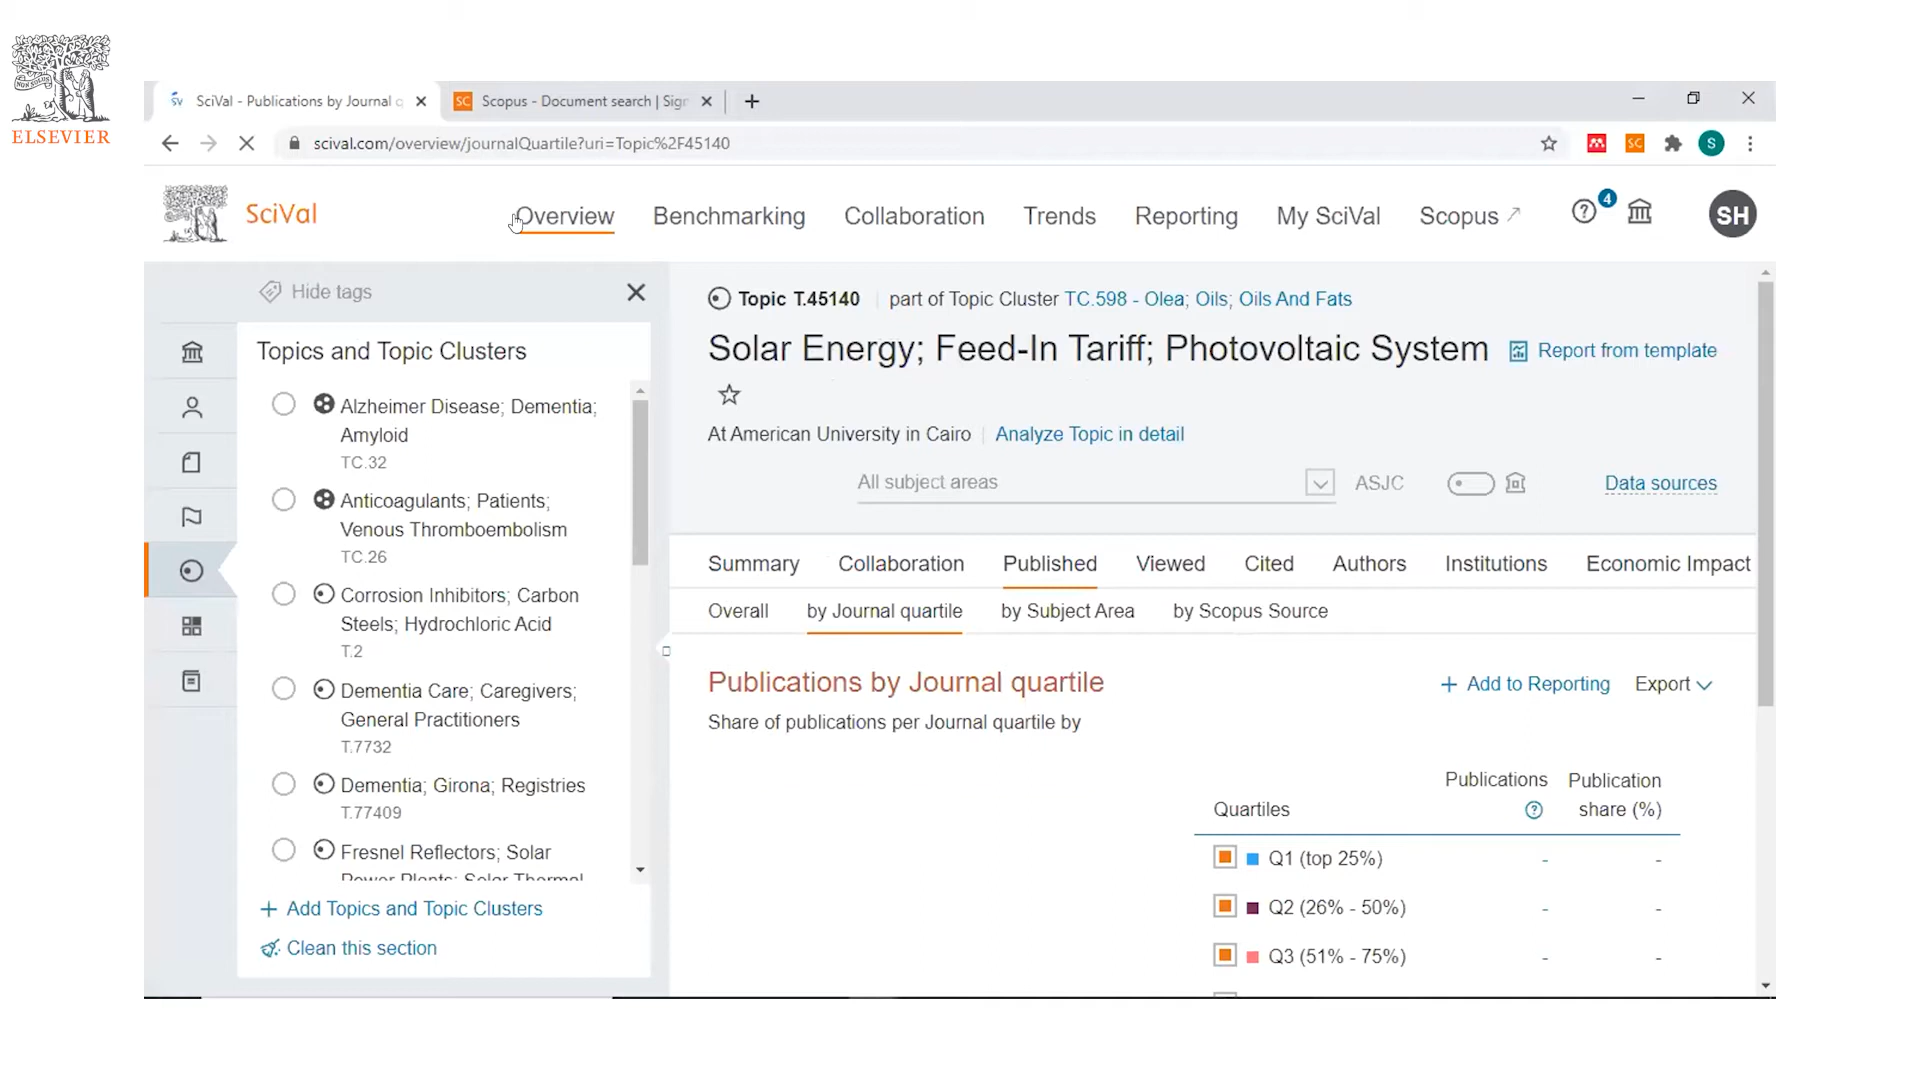 ELSEVIER
SciVal - Publications by Journal q
Scopus - Document search | Sign
scival.com/overview/journalQuartile?uri=Topic%2F45140
SciVal
Overview
Benchmarking
Collaboration
Trends
Reporting
My SciVal
Scopus
4
SH
Hide tags
Topics and Topic Clusters
Alzheimer Disease; Dementia;
Amyloid
TC.32
Anticoagulants; Patients;
Venous Thromboembolism
TC.26
Corrosion Inhibitors; Carbon
Steels; Hydrochloric Acid
T.2
Dementia Care; Caregivers;
General Practitioners
T.7732
Dementia; Girona; Registries
T.77409
Fresnel Reflectors; Solar
Power Plants; Solar Thermal
+ Add Topics and Topic Clusters
Clean this section
Topic T.45140 part of Topic Cluster TC.598 - Olea; Oils; Oils And Fats
Solar Energy; Feed-In Tariff; Photovoltaic System
Report from template
At American University in Cairo
Analyze Topic in detail
All subject areas
ASJC
Data sources
Summary
Collaboration
Published
Viewed
Cited
Authors
Institutions
Economic Impact
Overall
by Journal quartile
by Subject Area
by Scopus Source
Publications by Journal quartile
+ Add to Reporting
Export
Share of publications per Journal quartile by
Quartiles
Publications
Publication
share (%)
Q1 (top 25%) - -
Q2 (26% - 50%) - -
Q3 (51% - 75%) - -